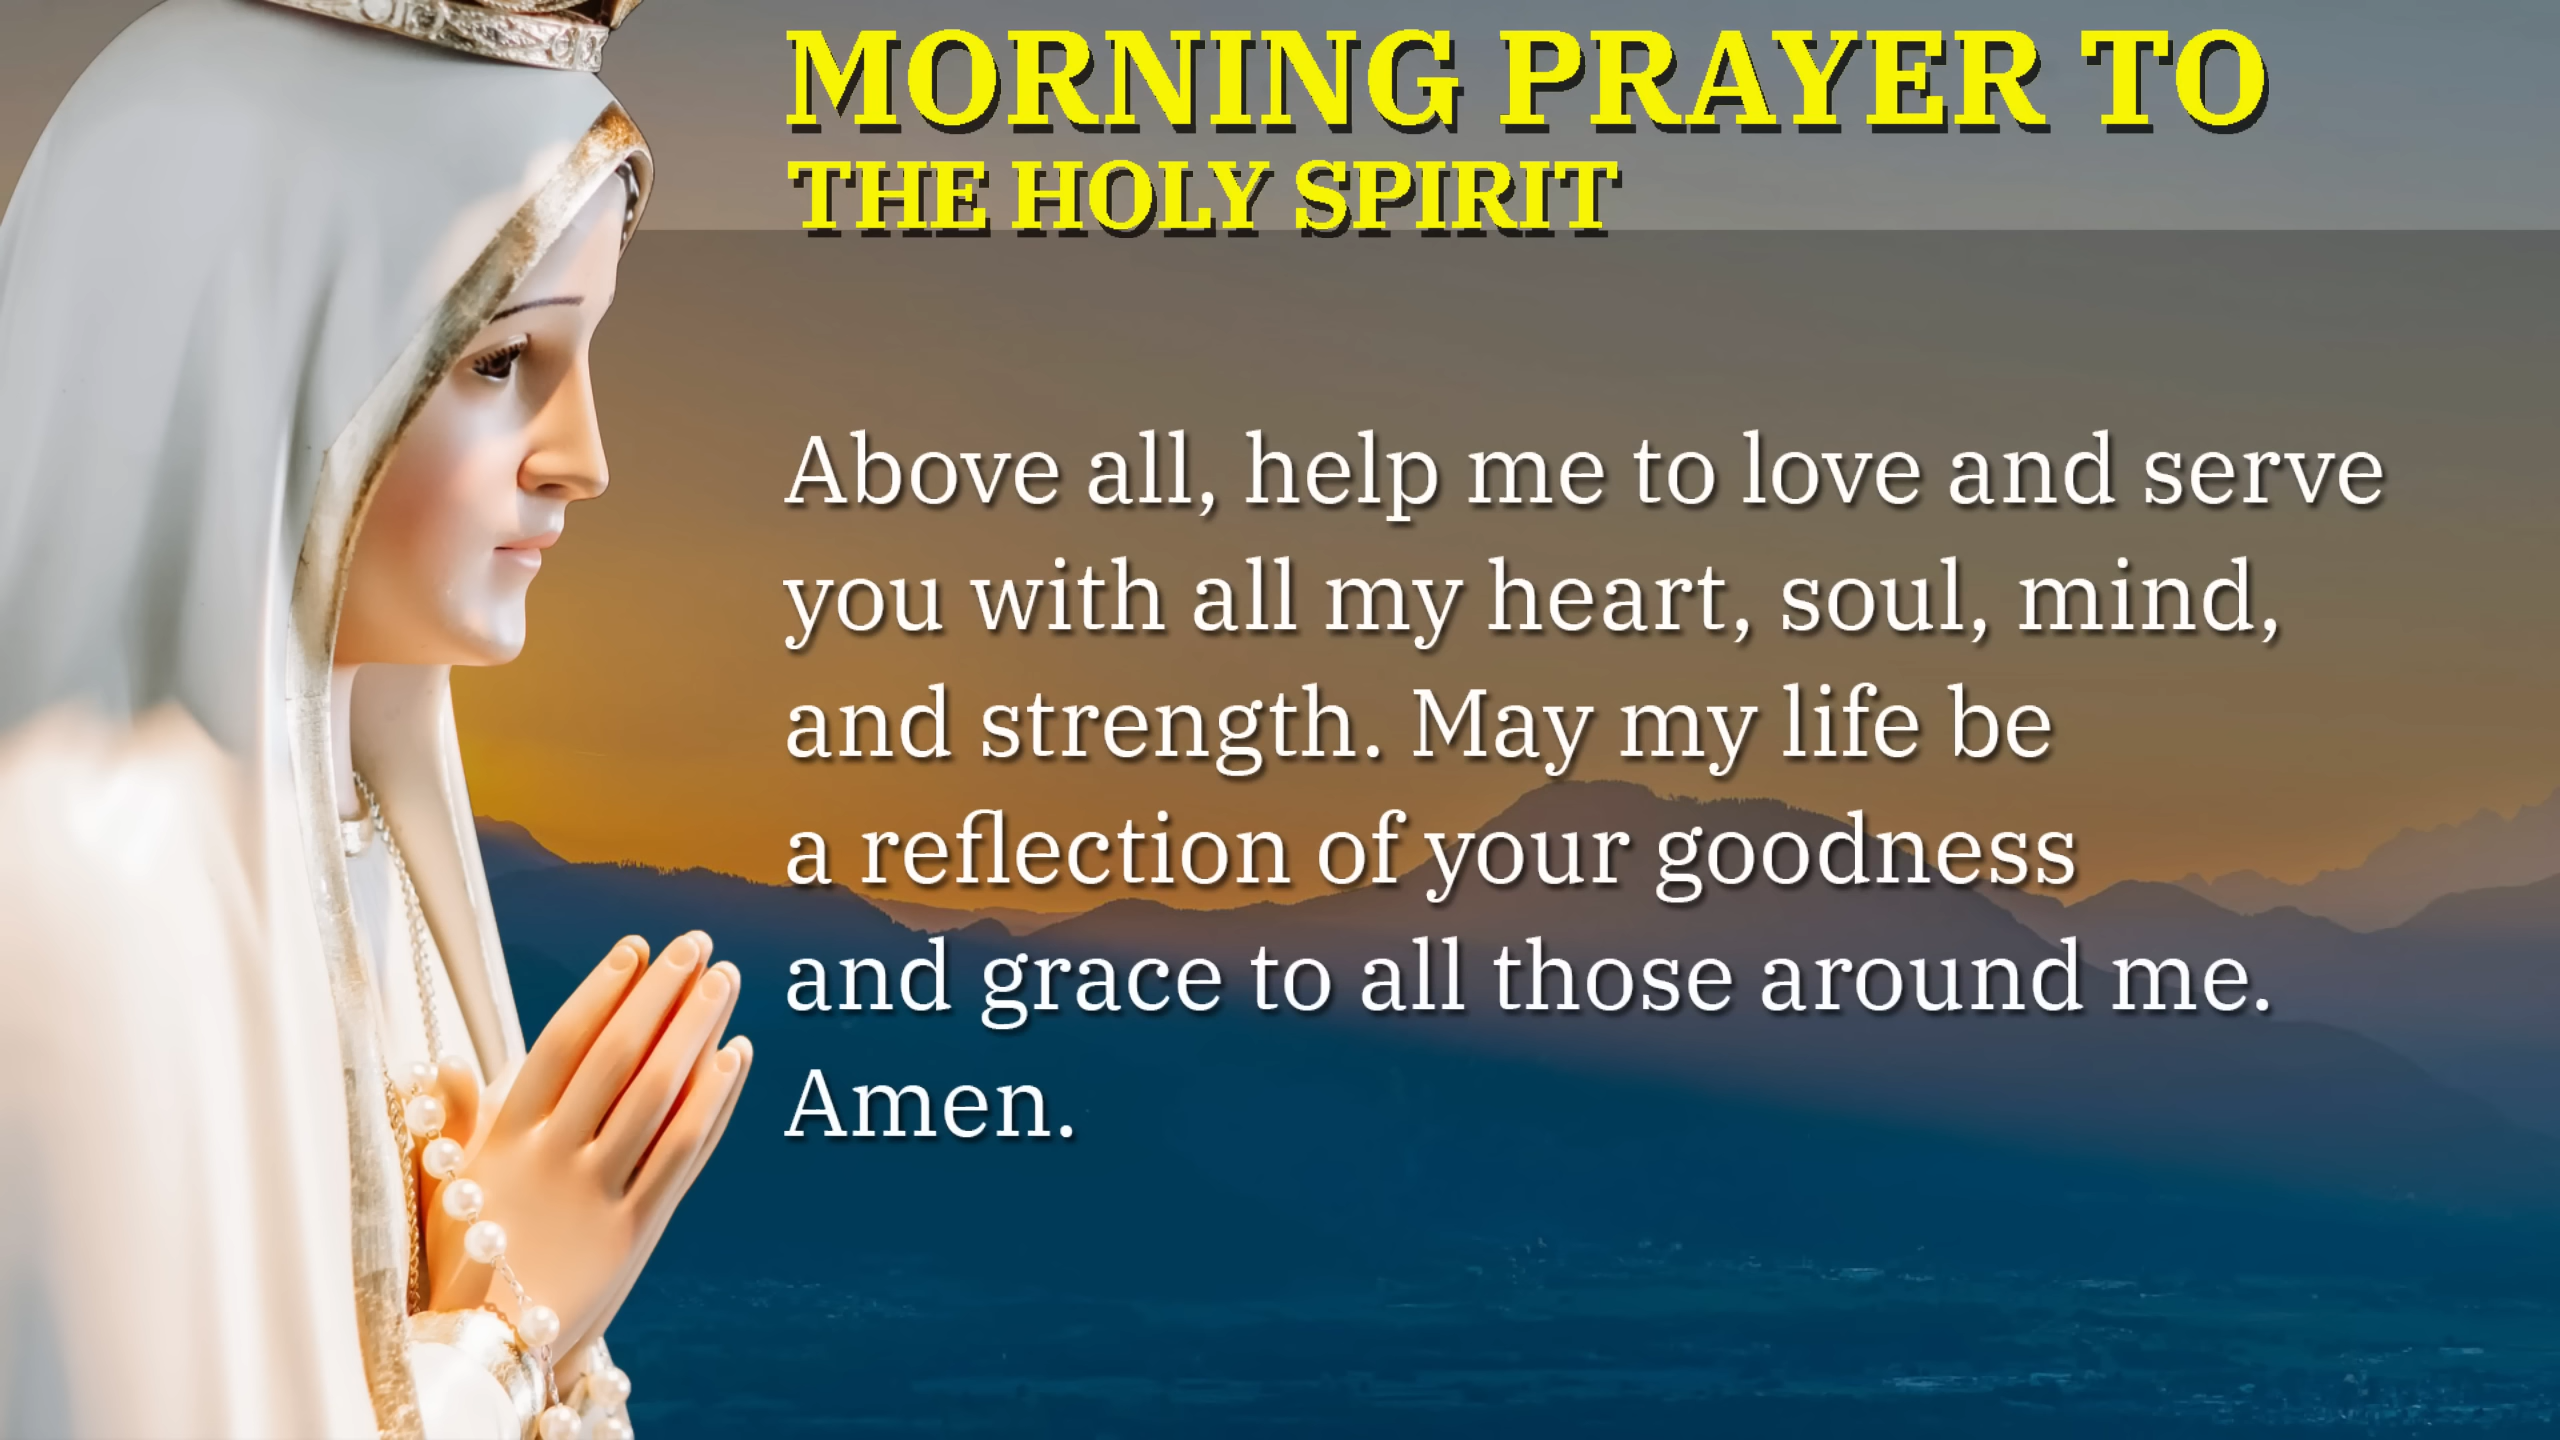 MORNING PRAYER TO
THE HOLY SPIRIT
Above all, help me to love and serve
you with all my heart, soul, mind,
and strength. May my life be
a reflection of your goodness
and grace to all those around me.
Amen.